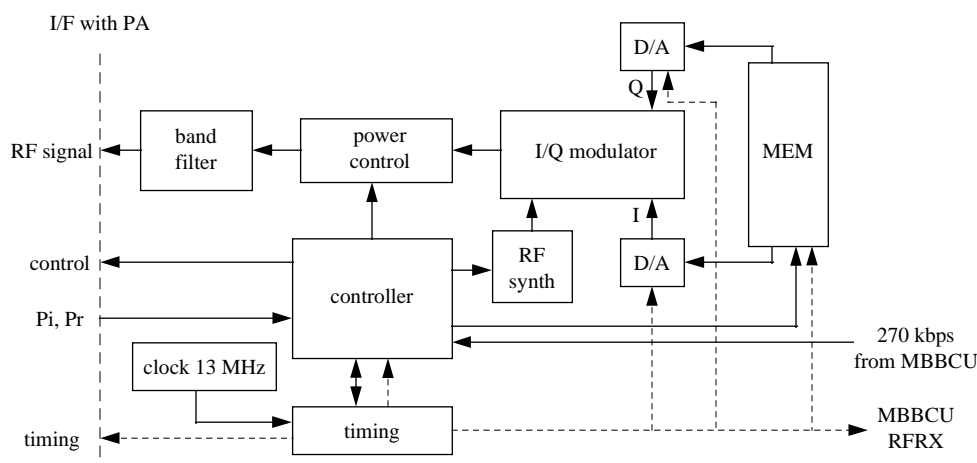 I/F with PA
D/A
Q
RF signal
band
filter
power
control
I/Q modulator
MEM
I
control
controller
RF
synth
D/A
Pi, Pr
270 kbps
from MBBCU
clock 13 MHz
timing
timing
MBBCU
RFRX